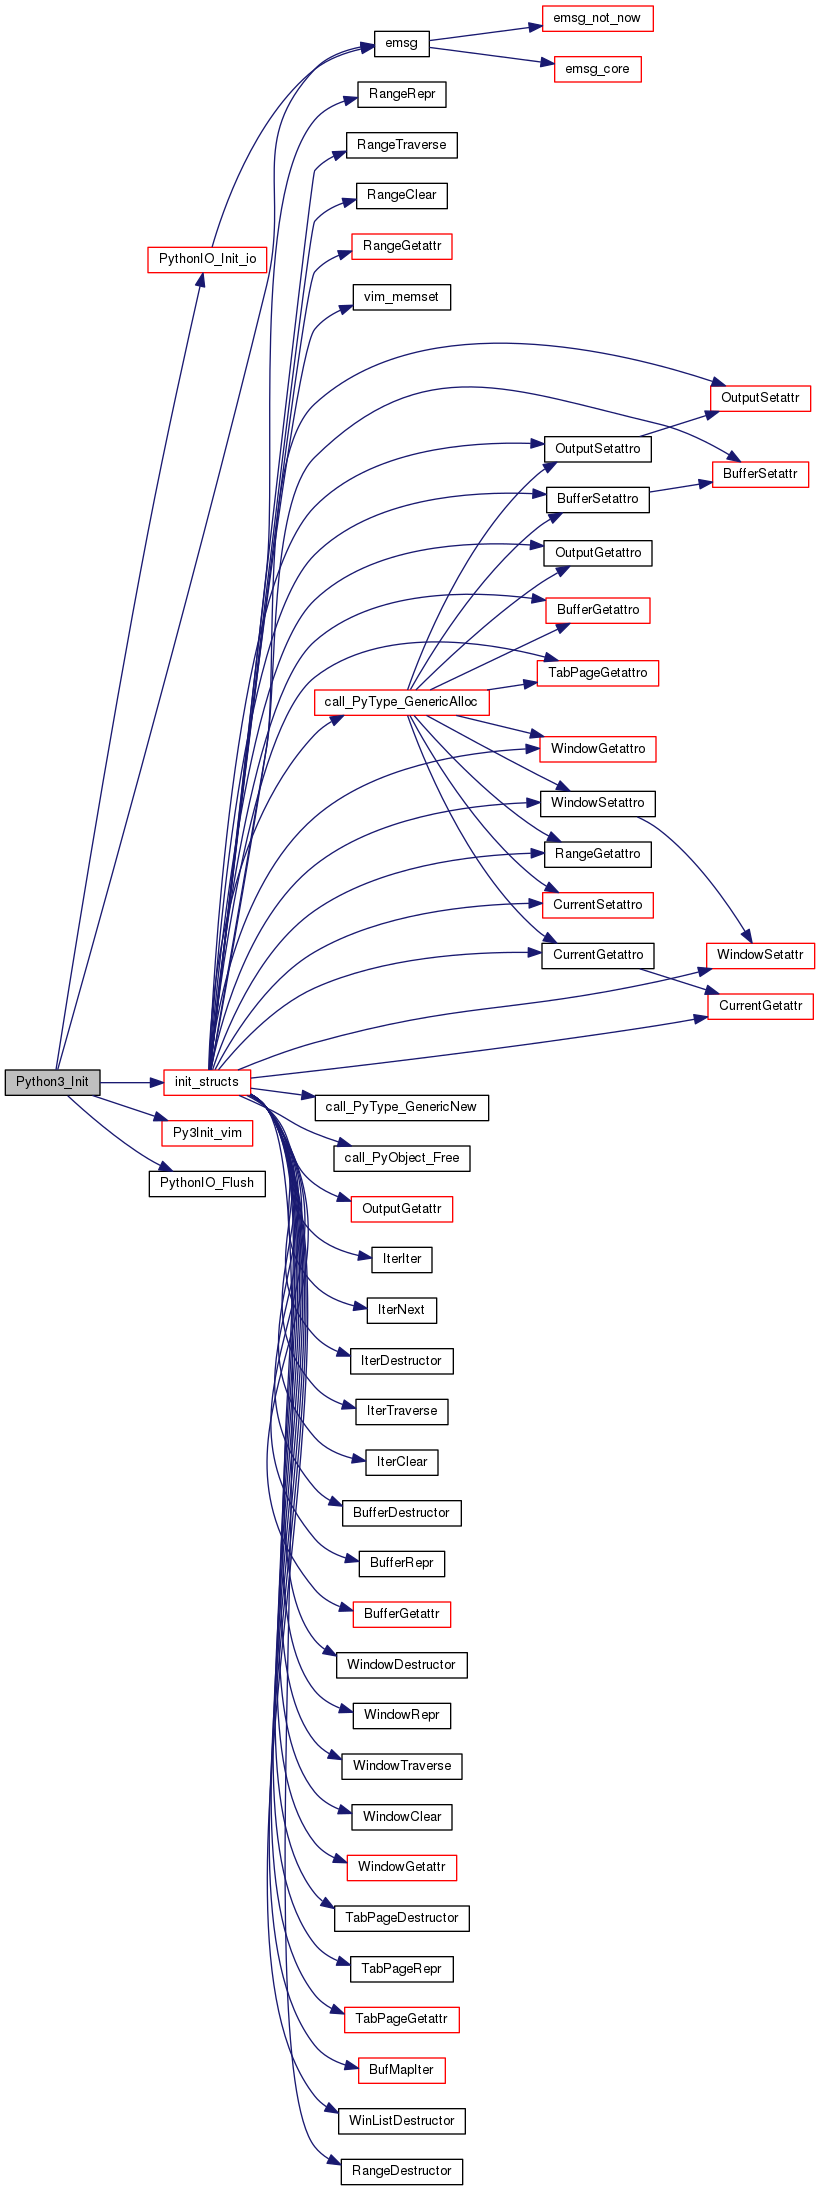 emsg_not_now
emsg
emsg_core
RangeRepr
RangeTraverse
RangeClear
RangeGetattr
PythonIO_Init_io
vim_memset
OutputSetattr
OutputSetattro
BufferSetattr
BufferSetattro
OutputGetattro
BufferGetattro
TabPageGetattro
call_PyType_GenericAlloc
WindowGetattro
WindowSetattro
RangeGetattro
CurrentSetattro
CurrentGetattro
WindowSetattr
CurrentGetattr
Python3_Init
init_structs
call_PyType_GenericNew
Py3Init_vim
call_PyObject_Free
PythonIO_Flush
OutputGetattr
IterIter
IterNext
IterDestructor
IterTraverse
IterClear
BufferDestructor
BufferRepr
BufferGetattr
WindowDestructor
WindowRepr
WindowTraverse
WindowClear
WindowGetattr
TabPageDestructor
TabPageRepr
TabPageGetattr
BufMapIter
WinListDestructor
RangeDestructor